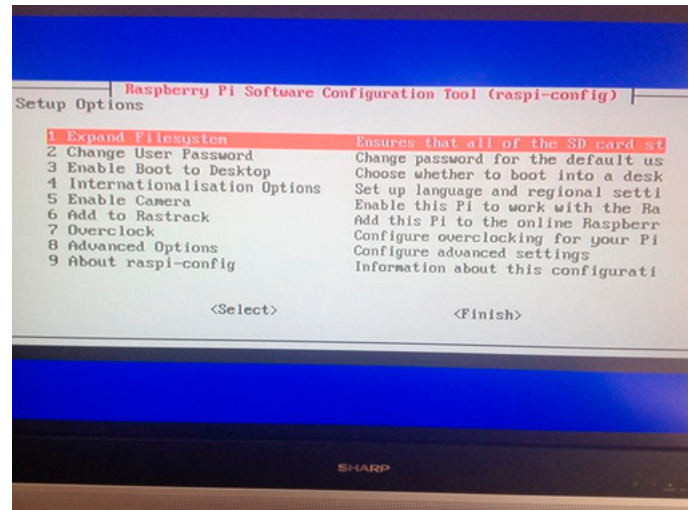 Raspberry Pi Software Configuration Tool (raspi-config)
Setup Options
1 Expand Filesystem Ensures that all of the SD card st
2 Change User Password Change password for the default us
3 Enable Boot to Desktop Choose whether to boot into a desk
4 Internationalisation Options Set up language and regional setti
5 Enable Camera Enable this Pi to work with the Ra
6 Add to Rastrack Add this Pi to the online Raspberr
7 Overclock Configure overclocking for your Pi
8 Advanced Options Configure advanced settings
9 About raspi-config Information about this configurati
<Select> <Finish>
SHARP